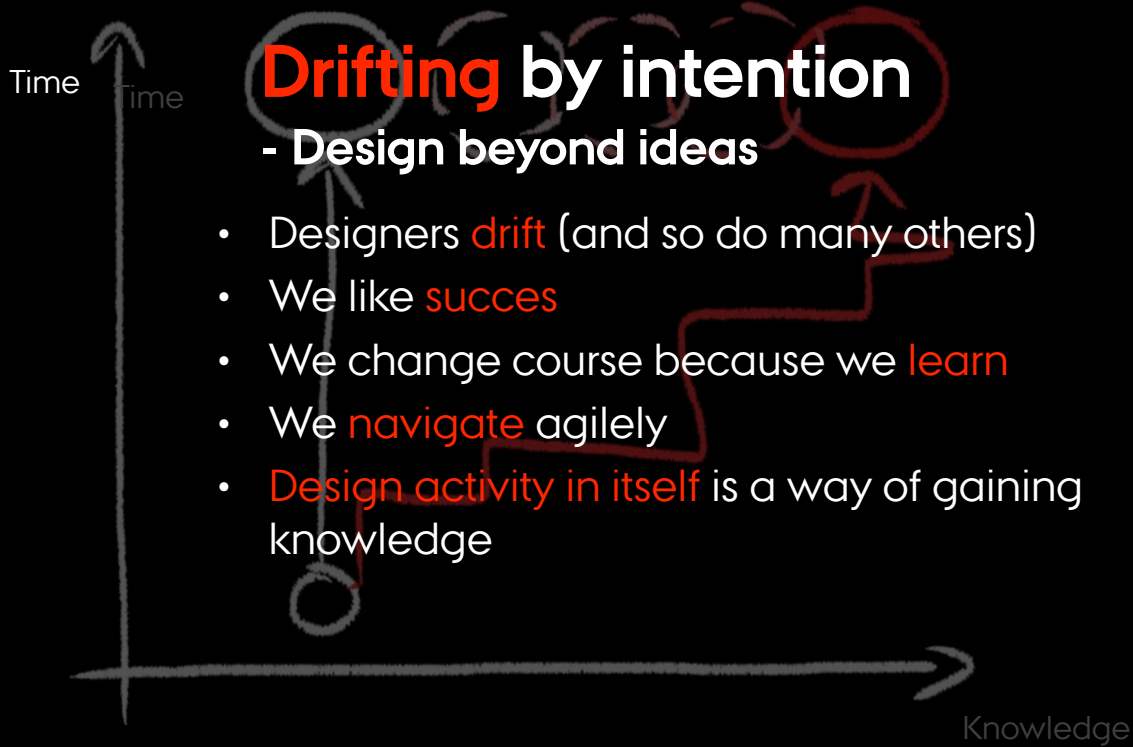 Time
Time
Drifting by intention
- Design beyond ideas
• Designers drift (and so do many others)
• We like succes
• We change course because we learn
• We navigate agilely
• Design activity in itself is a way of gaining
knowledge
Knowledge